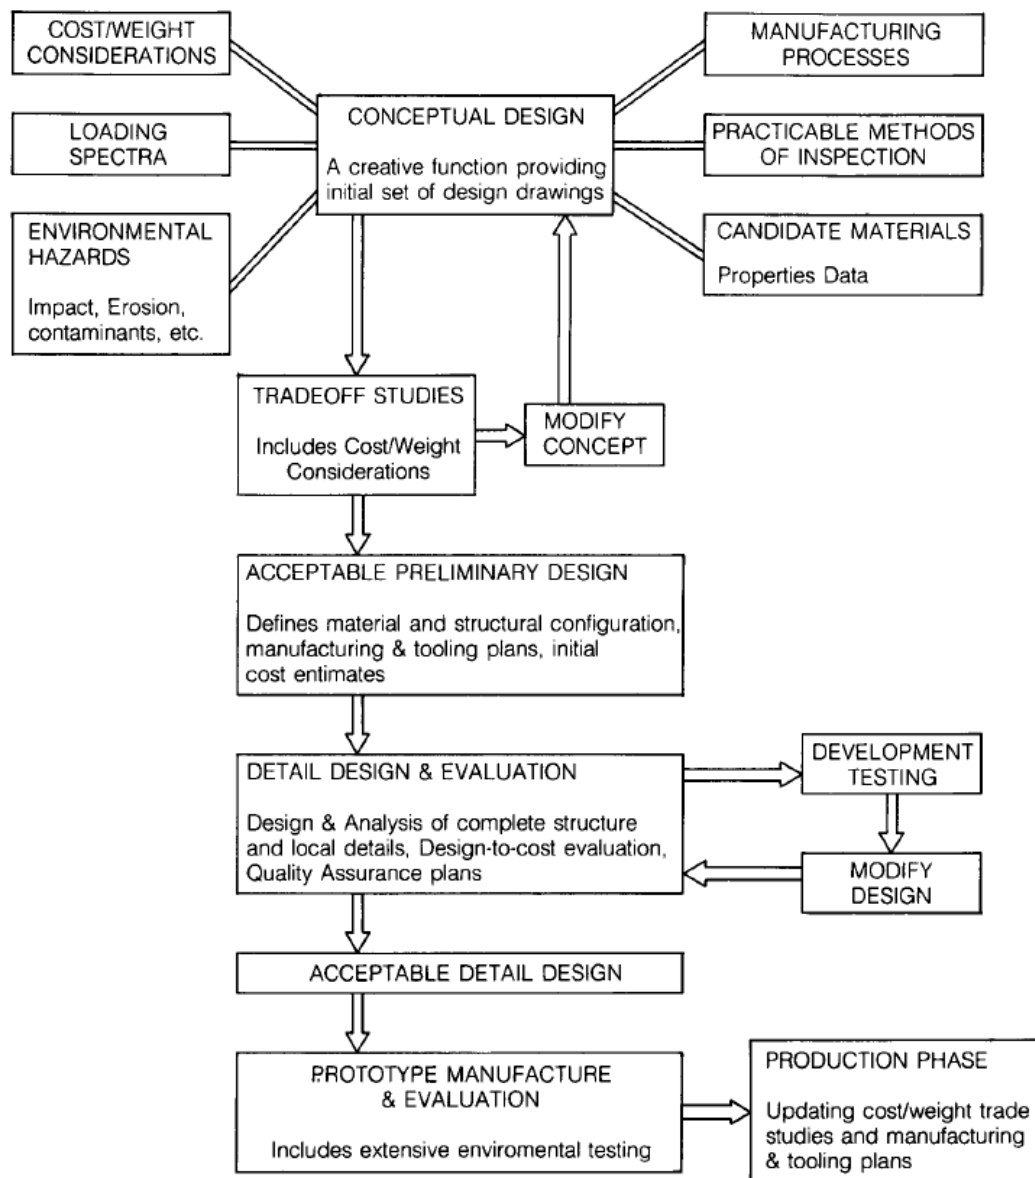 COST/WEIGHT
CONSIDERATIONS
MANUFACTURING
PROCESSES
CONCEPTUAL DESIGN
A creative function providing
initial set of design drawings
LOADING
SPECTRA
PRACTICABLE METHODS
OF INSPECTION
ENVIRONMENTAL
HAZARDS
Impact, Erosion,
contaminants, etc.
CANDIDATE MATERIALS
Properties Data
TRADEOFF STUDIES
Includes Cost/Weight
Considerations
MODIFY
CONCEPT
ACCEPTABLE PRELIMINARY DESIGN
Defines material and structural configuration,
manufacturing & tooling plans, initial
cost entimates
DETAIL DESIGN & EVALUATION
Design & Analysis of complete structure
and local details, Design-to-cost evaluation,
Quality Assurance plans
DEVELOPMENT
TESTING
MODIFY
DESIGN
ACCEPTABLE DETAIL DESIGN
PROTOTYPE MANUFACTURE
& EVALUATION
Includes extensive enviromental testing
PRODUCTION PHASE
Updating cost/weight trade
studies and manufacturing
& tooling plans